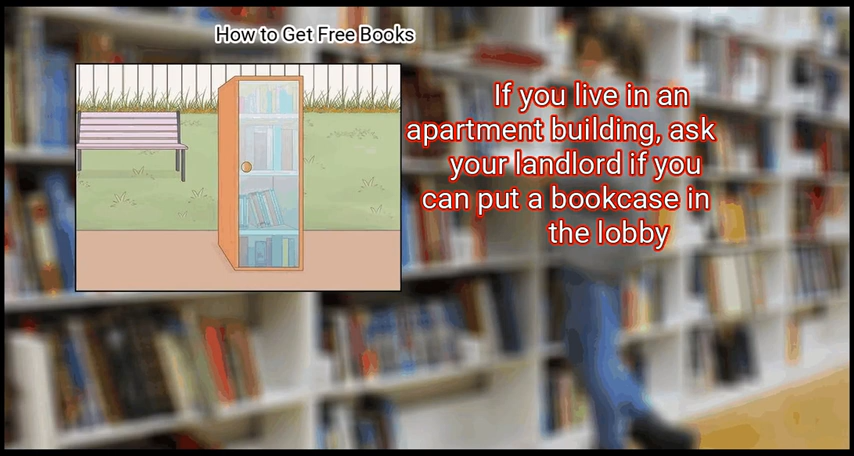 How to Get Free Books
If you live in an
apartment building, ask
your landlord if you
can put a bookcase in
the lobby